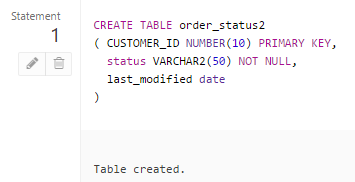 Statement
1
CREATE TABLE order_status2
( CUSTOMER_ID NUMBER(10) PRIMARY KEY,
status VARCHAR2(50) NOT NULL,
last_modified date
)
Table created.